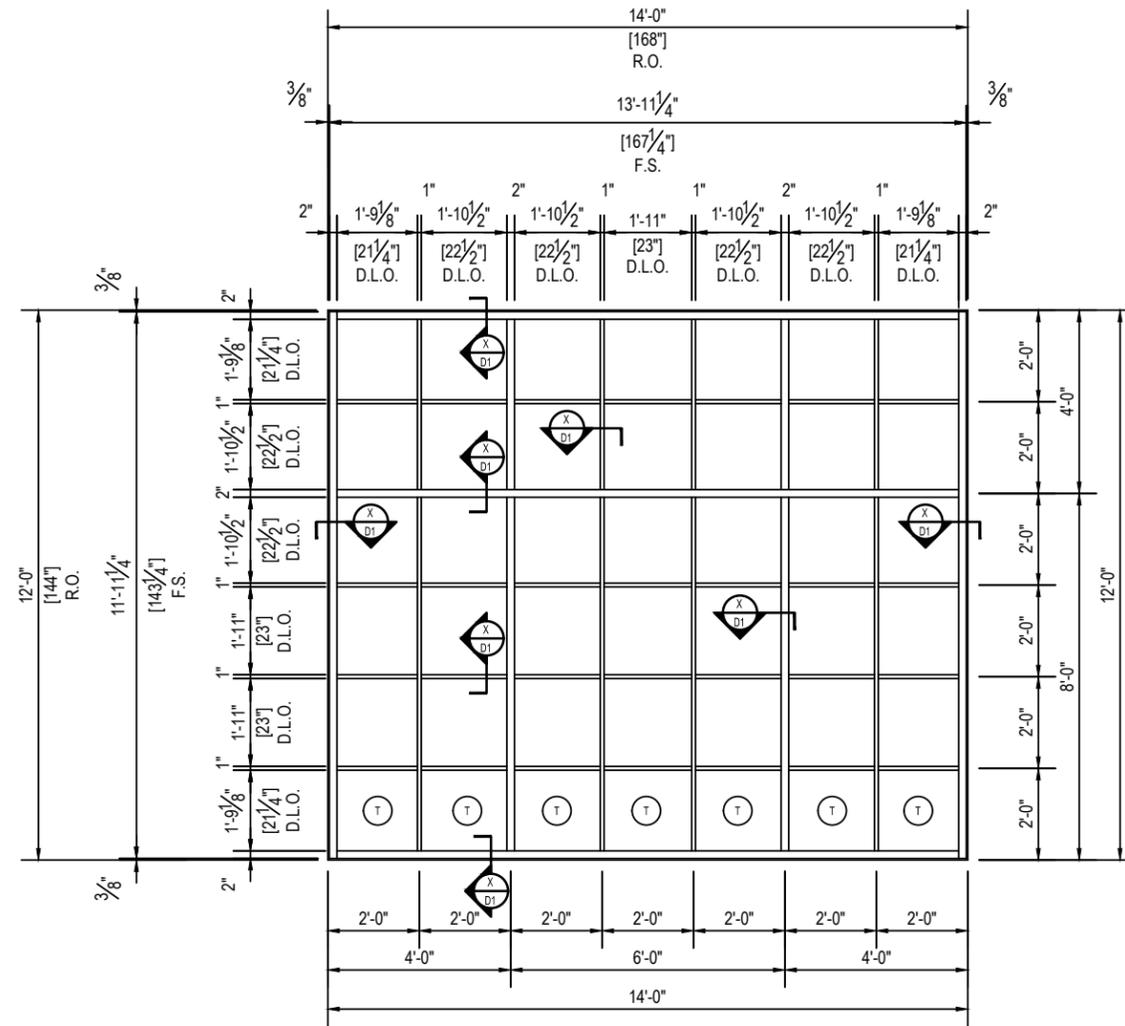 14'-0"
[168"]
R.O.
3/8" 13'-11 1/4" 3/8"
[167 1/4"]
F.S.
1" 2" 1" 1" 2" 1"
2" 1'-9 1/8" 1'-10 1/2" 1'-10 1/2" 1'-11" 1'-10 1/2" 1'-10 1/2" 1'-9 1/8" 2"
[21 1/4"] [22 1/2"] [22 1/2"] [23"] [22 1/2"] [22 1/2"] [21 1/4"]
D.L.O. D.L.O. D.L.O. D.L.O. D.L.O. D.L.O. D.L.O.
12'-0"
[144"]
R.O.
3/8"
11'-11 1/4"
[143 1/4"]
F.S.
3/8"
2"
1'-9 1/8"
[21 1/4"]
D.L.O.
1"
1'-10 1/2"
[22 1/2"]
D.L.O.
2"
1'-10 1/2"
[22 1/2"]
D.L.O.
1"
1'-11"
[23"]
D.L.O.
1"
1'-11"
[23"]
D.L.O.
1"
1'-9 1/8"
[21 1/4"]
D.L.O.
2"
X
D1
X
D1
X
D1
X
D1
X
D1
X
D1
X
D1
T T T T T T T
X
D1
2'-0"
2'-0"
2'-0"
2'-0"
2'-0"
2'-0"
4'-0"
8'-0"
12'-0"
2'-0" 2'-0" 2'-0" 2'-0" 2'-0" 2'-0" 2'-0"
4'-0" 6'-0" 4'-0"
14'-0"